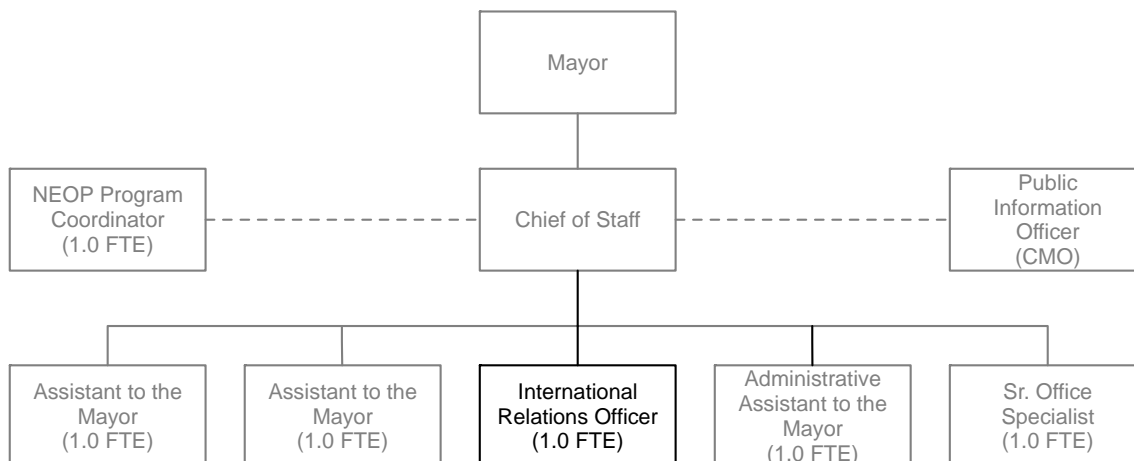 Mayor
NEOP Program
Coordinator
(1.0 FTE)
Chief of Staff
Public
Information
Officer
(CMO)
Assistant to the
Mayor
(1.0 FTE)
Assistant to the
Mayor
(1.0 FTE)
International
Relations Officer
(1.0 FTE)
Administrative
Assistant to the
Mayor
(1.0 FTE)
Sr. Office
Specialist
(1.0 FTE)